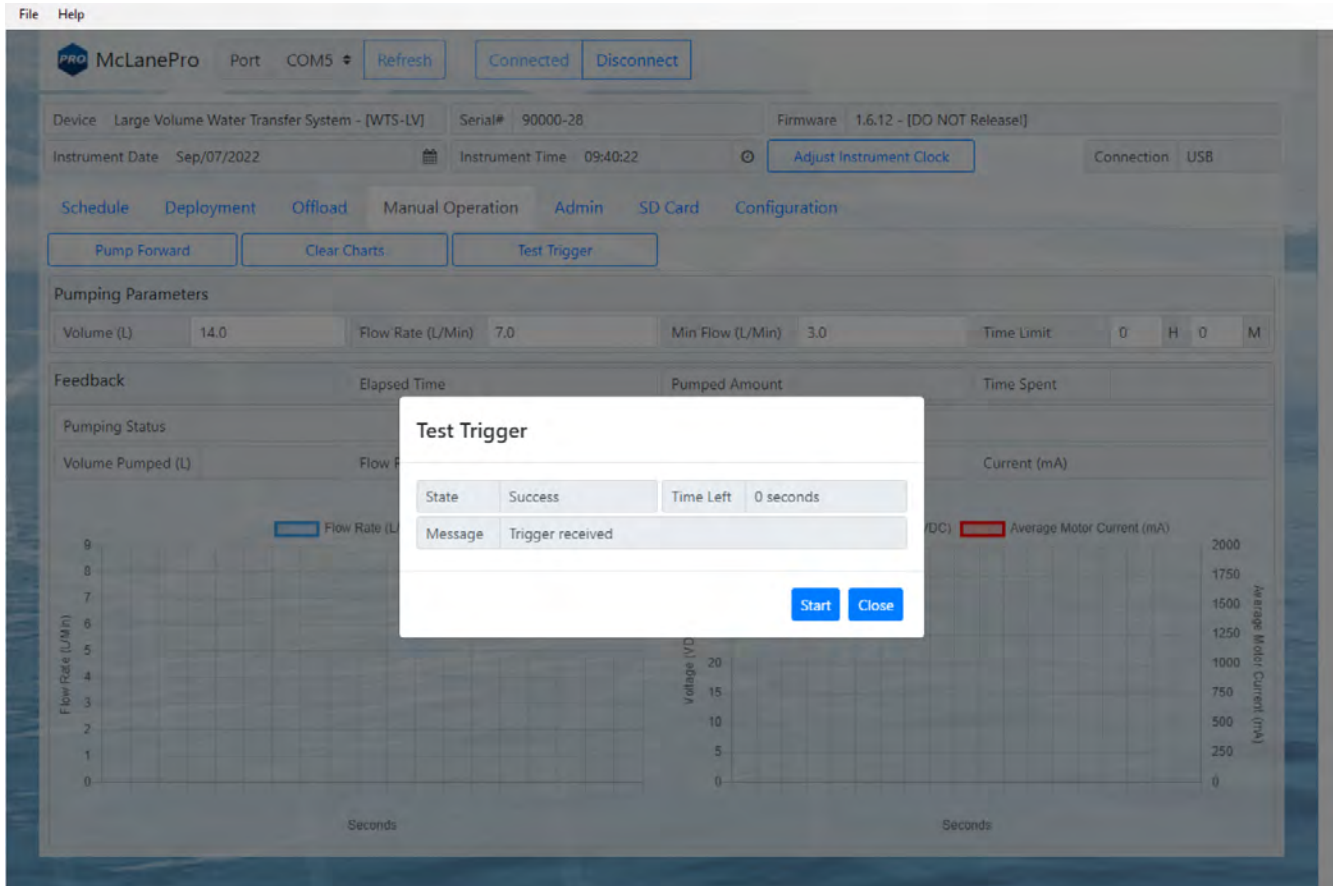 File Help
PRO McLanePro Port COM5 Refresh Connected Disconnect
Device Large Volume Water Transfer System - [WTS-LV] Serial# 90000-28 Firmware 1.6.12 - [DO NOT Release!]
Instrument Date Sep/07/2022 Instrument Time 09:40:22 Adjust Instrument Clock Connection USB
Schedule Deployment Offload Manual Operation Admin SD Card Configuration
Pump Forward Clear Charts Test Trigger
Pumping Parameters
Volume (L) 14.0 Flow Rate (L/Min) 7.0 Min Flow (L/Min) 3.0 Time Limit 0 H 0 M
Feedback Elapsed Time Pumped Amount Time Spent
Pumping Status
Volume Pumped (L) Flow Current (mA)
Test Trigger
State Success Time Left 0 seconds
Message Trigger received
Start Close
Flow Rate (L/ DC) Average Motor Current (mA)
9
8
7
6
5
4
3
2
1
0
Flow Rate (L/Min)
Seconds
20
15
10
5
0
Voltage (VD
2000
1750
1500
1250
1000
750
500
250
0
Average Motor Current (mA)
Seconds